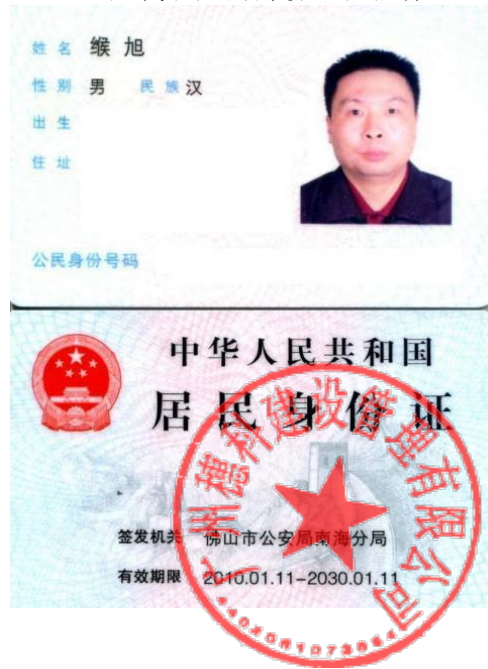 姓名 缑旭
性别 男 民族 汉
出生
住址
公民身份号码
中华人民共和国
居民身份证
签发机关 佛山市公安局南海分局
有效期限 2010.01.11-2030.01.11
广州穗科建设管理有限公司